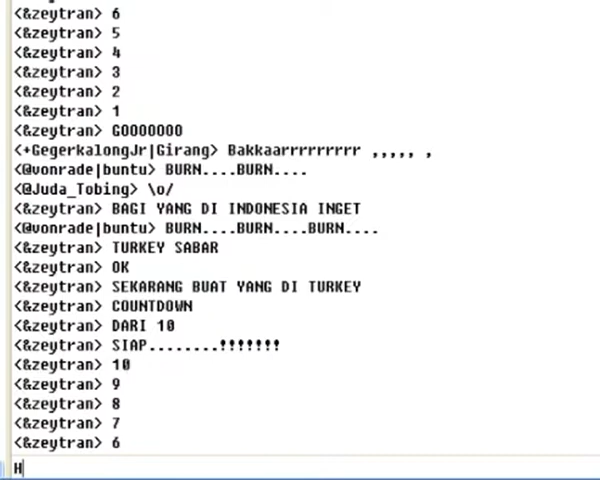 <&zeytran> 6
<&zeytran> 5
<&zeytran> 4
<&zeytran> 3
<&zeytran> 2
<&zeytran> 1
<&zeytran> GOOOOOOO
<+GegerkalongJr|Girang> Bakkaarrrrrrrrr ,,,,, ,
<@vonrade|buntu> BURN....BURN....
<@Juda_Tobing> \o/
<&zeytran> BAGI YANG DI INDONESIA INGET
<@vonrade|buntu> BURN....BURN....BURN....
<&zeytran> TURKEY SABAR
<&zeytran> OK
<&zeytran> SEKARANG BUAT YANG DI TURKEY
<&zeytran> COUNTDOWN
<&zeytran> DARI 10
<&zeytran> SIAP........!!!!!!!
<&zeytran> 10
<&zeytran> 9
<&zeytran> 8
<&zeytran> 7
<&zeytran> 6
H